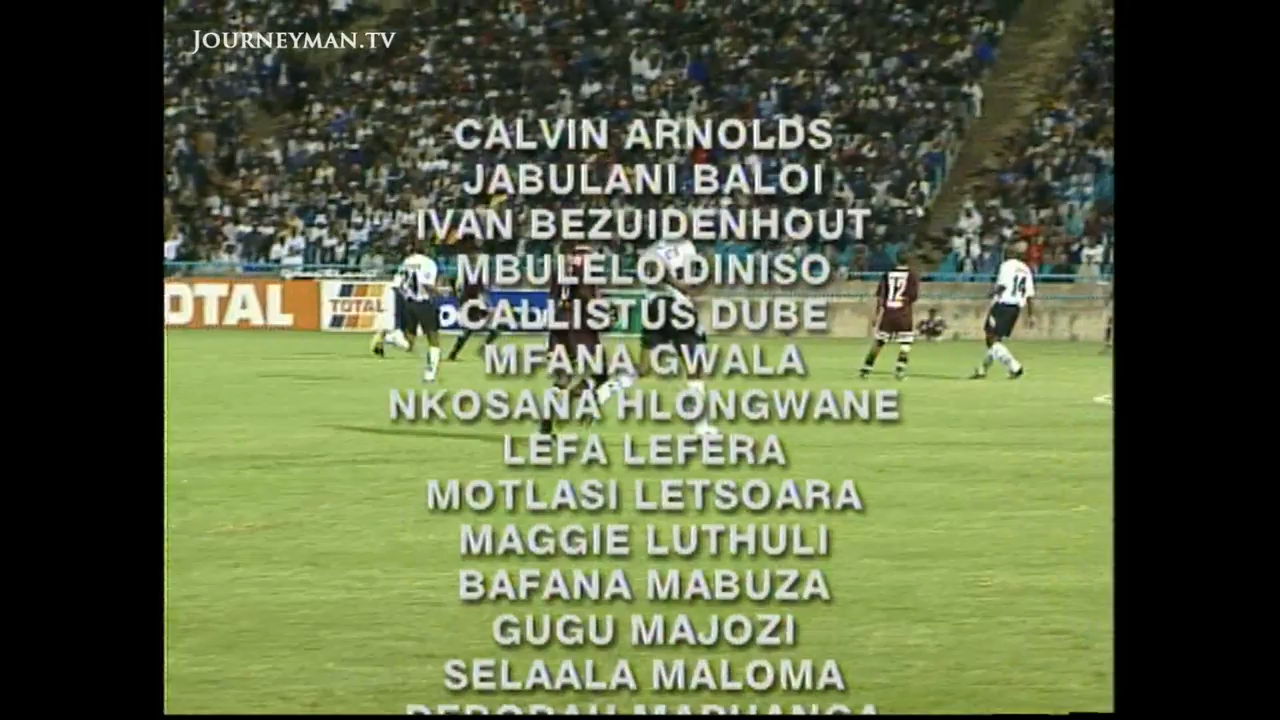 JOURNEYMAN.TV
CALVIN ARNOLDS
JABULANI BALOI
IVAN BEZUIDENHOUT
MBULELO DINISO
CALLISTUS DUBE
MFANA GWALA
NKOSANA HLONGWANE
LEFA LEFERA
MOTLASI LETSOARA
MAGGIE LUTHULI
BAFANA MABUZA
GUGU MAJOZI
SELAALA MALOMA
TOTAL
TOTAL
12
14